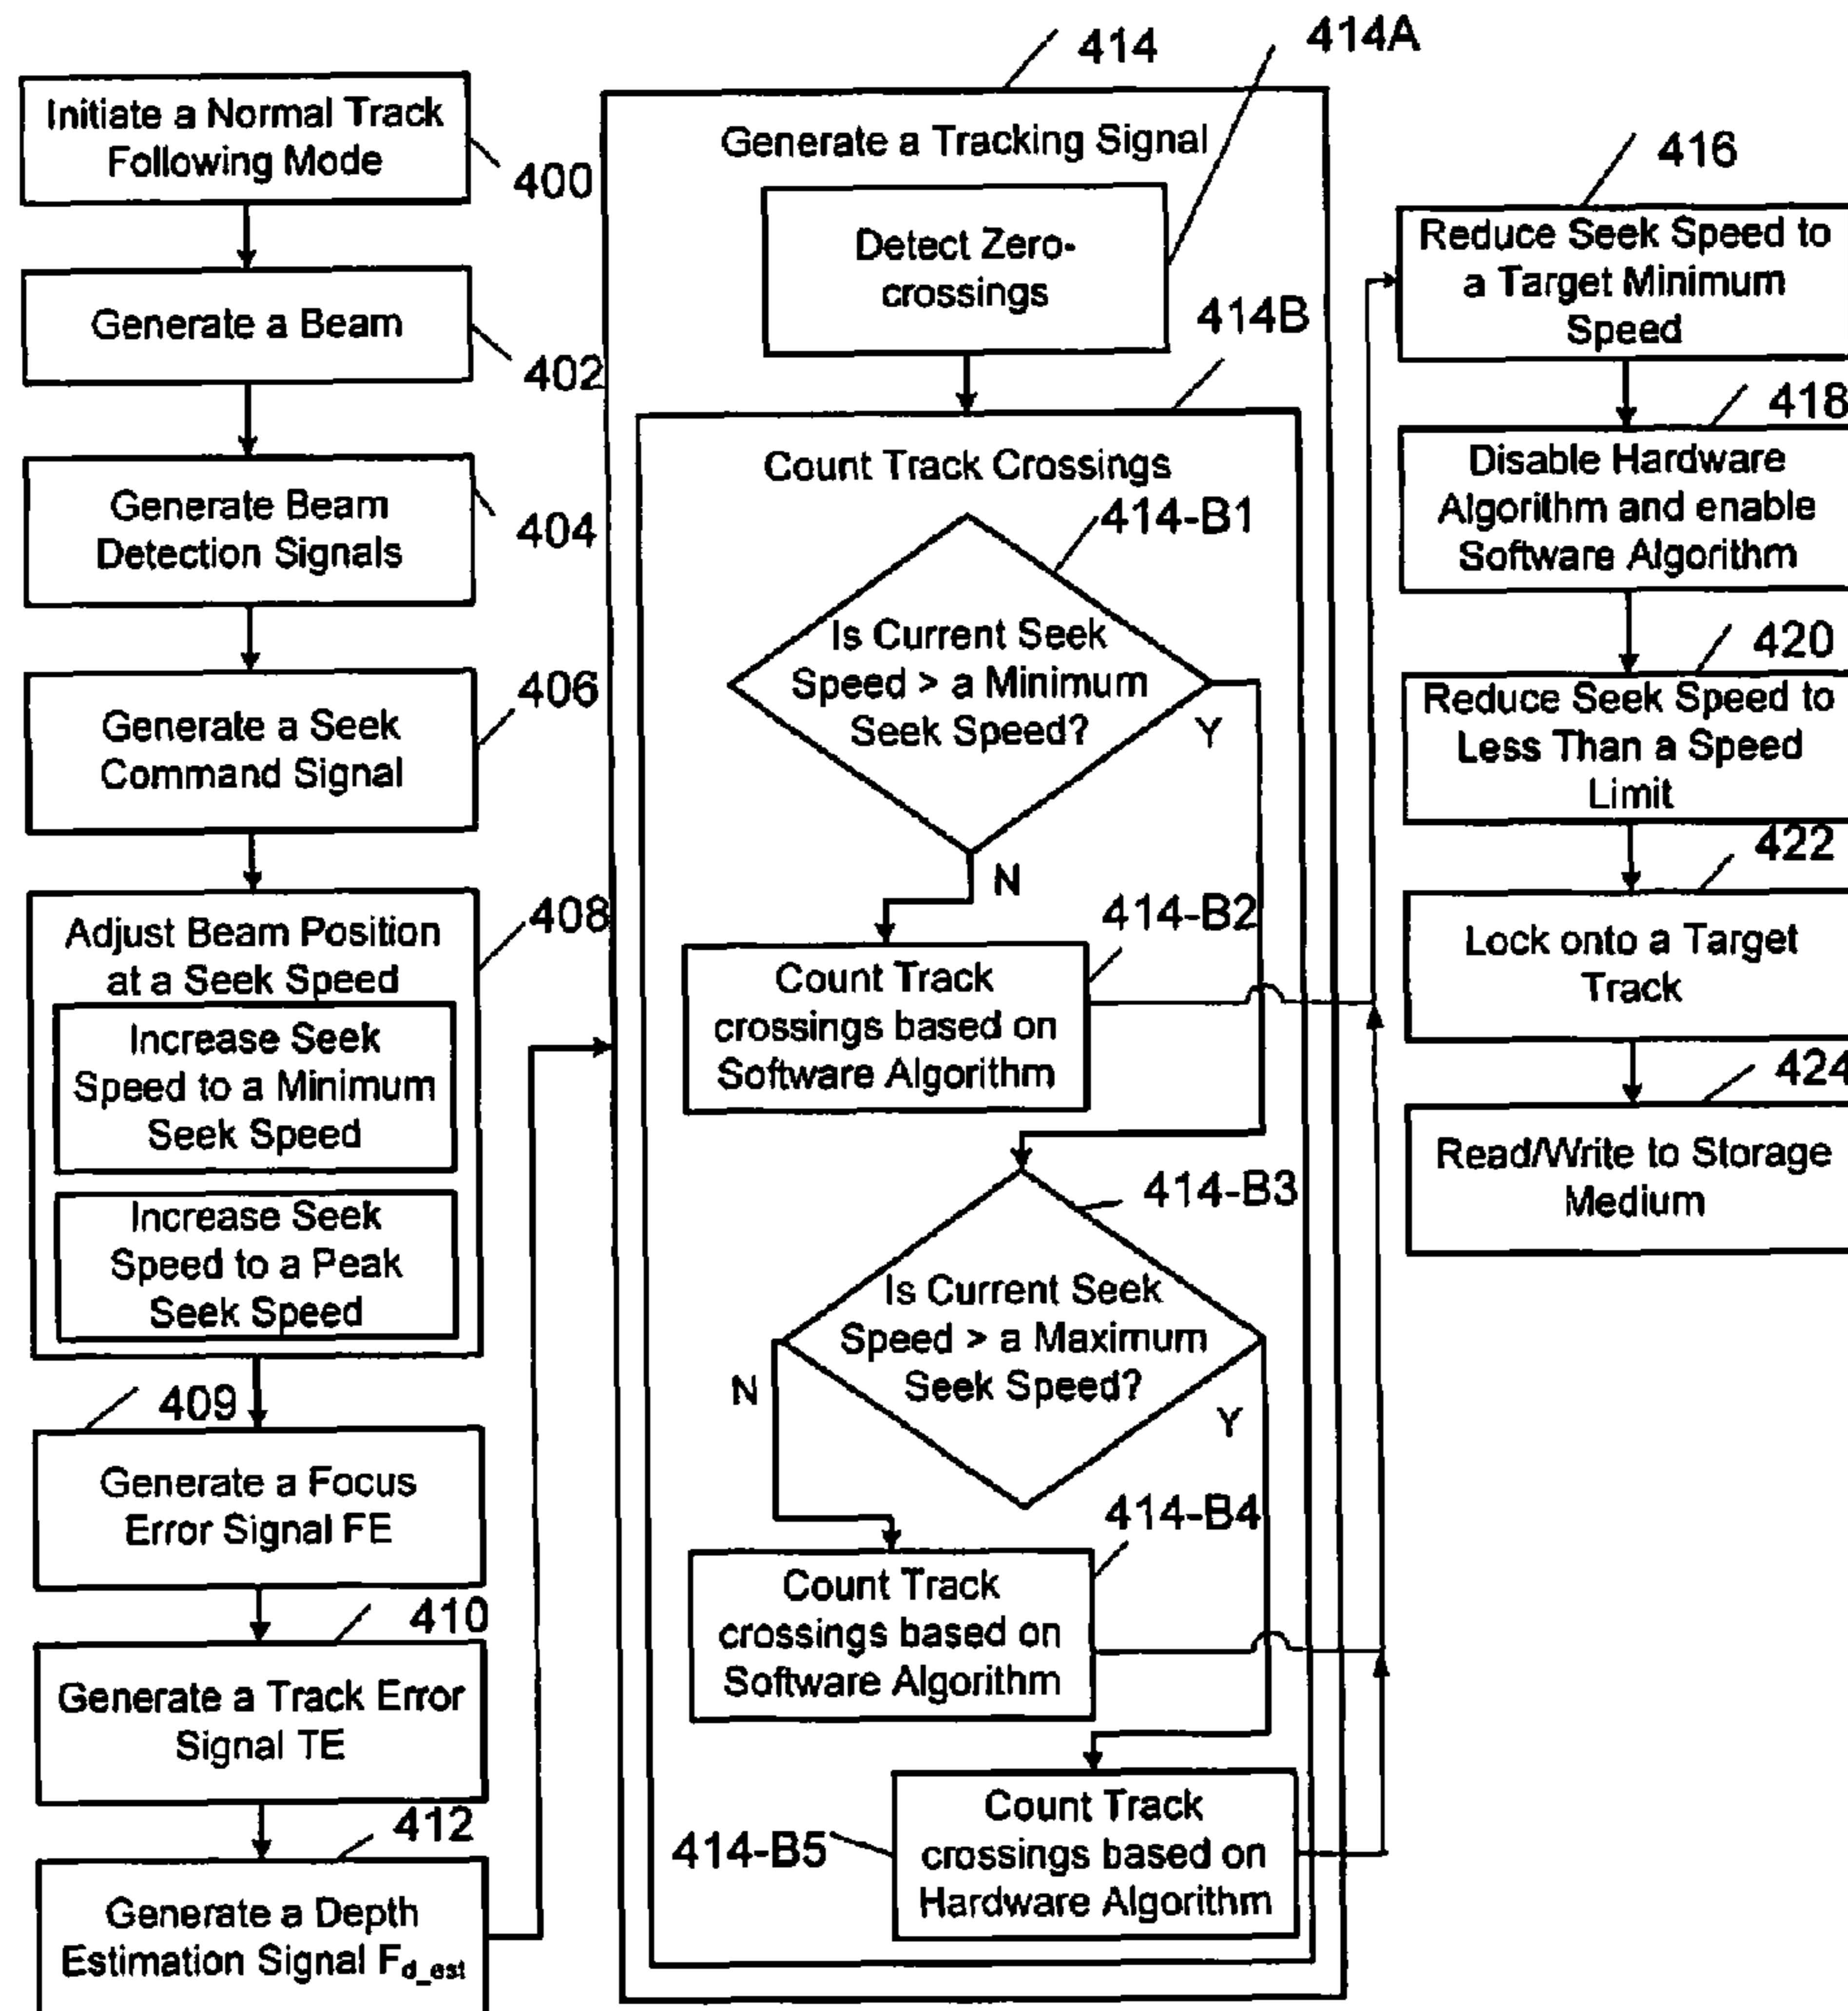 Initiate a Normal Track
Following Mode
400
Generate a Beam
402
Generate Beam
Detection Signals
404
Generate a Seek
Command Signal
406
Adjust Beam Position
at a Seek Speed
408
Increase Seek
Speed to a Minimum
Seek Speed
Increase Seek
Speed to a Peak
Seek Speed
409
Generate a Focus
Error Signal FE
410
Generate a Track Error
Signal TE
412
Generate a Depth
Estimation Signal Fd_est
414
414A
Generate a Tracking Signal
Detect Zero-
crossings
414B
Count Track Crossings
414-B1
Is Current Seek
Speed > a Minimum
Seek Speed?
Y
N
414-B2
Count Track
crossings based on
Software Algorithm
414-B3
Is Current Seek
Speed > a Maximum
Seek Speed?
N
Y
414-B4
Count Track
crossings based on
Software Algorithm
414-B5
Count Track
crossings based on
Hardware Algorithm
416
Reduce Seek Speed to
a Target Minimum
Speed
418
Disable Hardware
Algorithm and enable
Software Algorithm
420
Reduce Seek Speed to
Less Than a Speed
Limit
422
Lock onto a Target
Track
424
Read/Write to Storage
Medium